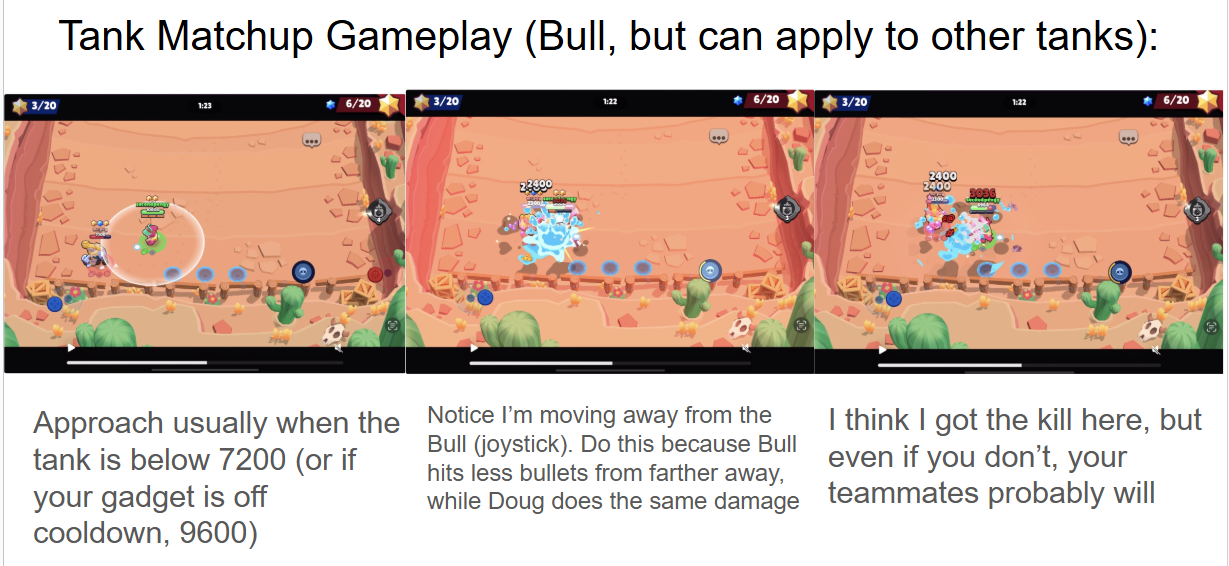 Tank Matchup Gameplay (Bull, but can apply to other tanks):
3/20
1:23
6/20
3/20
1:22
6/20
3/20
1:22
6/20
2400
2400
2400
4
3
3
Approach usually when the
tank is below 7200 (or if
your gadget is off
cooldown, 9600)
Notice I’m moving away from the
Bull (joystick). Do this because Bull
hits less bullets from farther away,
while Doug does the same damage
I think I got the kill here, but
even if you don’t, your
teammates probably will